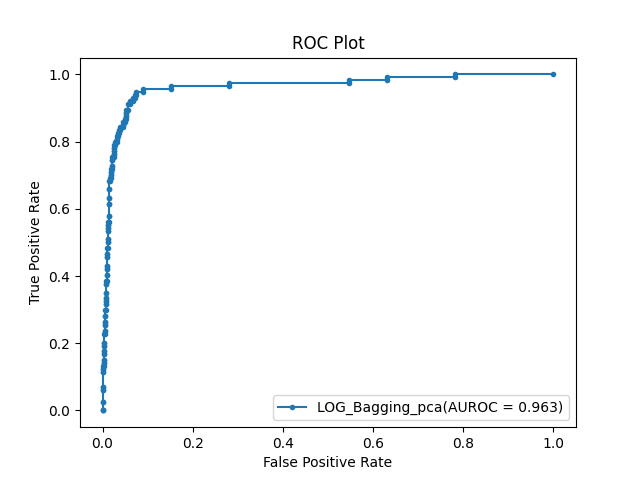 ROC Plot
1.0
0.8
0.6
0.4
0.2
0.0
True Positive Rate
LOG_Bagging_pca(AUROC = 0.963)
0.0 0.2 0.4 0.6 0.8 1.0
False Positive Rate